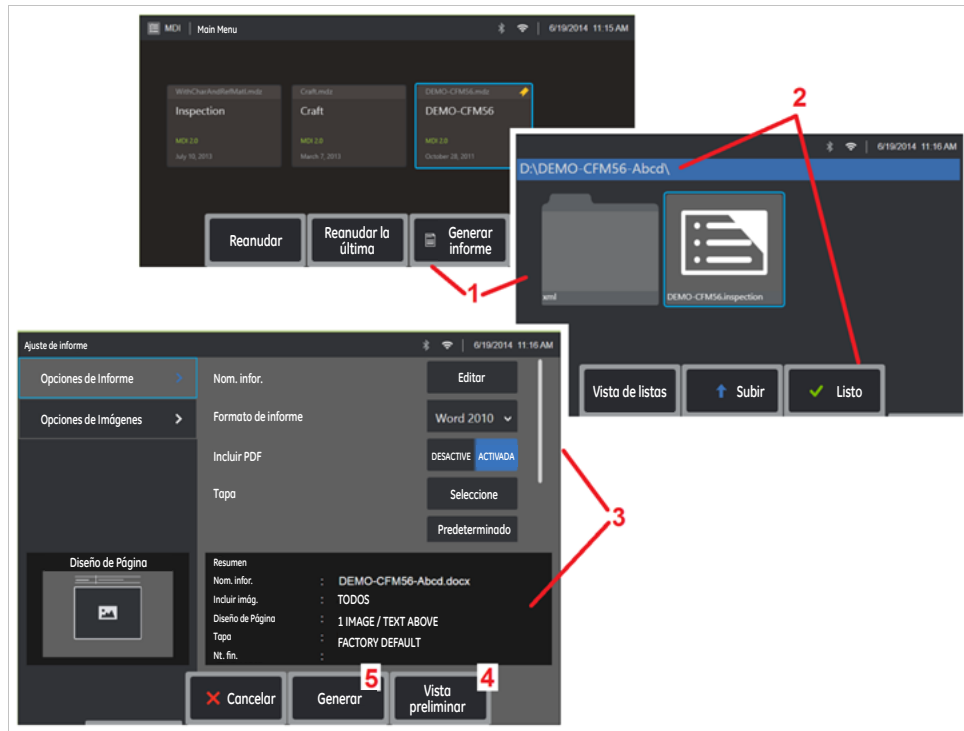 MDI | Main Menu
6/19/2014 11:15 AM
WithCharAndRefMatl.mdz
Inspection
MDI 2.0
July 10, 2013
Craft.mdz
Craft
MDI 2.0
March 7, 2013
DEMO-CFM56.mdz
DEMO-CFM56
MDI 2.0
October 28, 2011
Reanudar
Reanudar la
última
Generar
informe
1
2
6/19/2014 11:16 AM
D:\DEMO-CFM56-Abcd\
xml
DEMO-CFM56.inspection
Vista de listas
Subir
Listo
Ajuste de informe
6/19/2014 11:16 AM
Opciones de Informe
Opciones de Imágenes
Nom. infor.
Editar
Formato de informe
Word 2010
Incluir PDF
DESACTIVE ACTIVADA
Tapa
Seleccione
Predeterminado
3
Diseño de Página
Resumen
Nom. infor. : DEMO-CFM56-Abcd.docx
Incluir imág. : TODOS
Diseño de Página : 1 IMAGE / TEXT ABOVE
Tapa : FACTORY DEFAULT
Nt. fin. :
Cancelar
Generar
5
Vista
preliminar
4